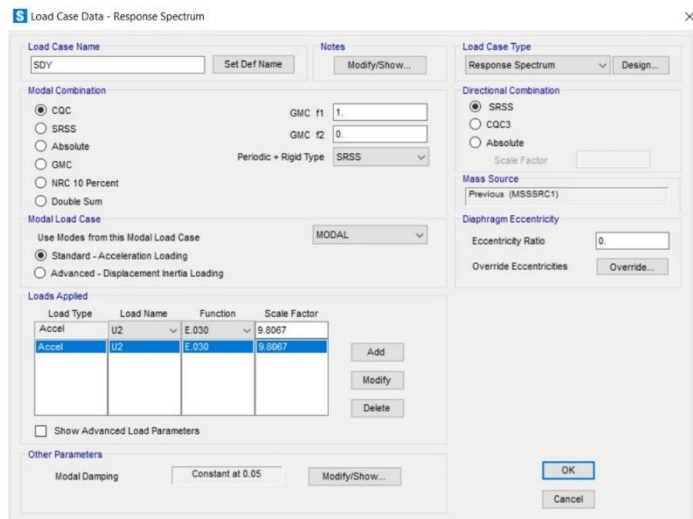 S Load Case Data - Response Spectrum
Load Case Name
SDY
Set Def Name
Notes
Modify/Show...
Load Case Type
Response Spectrum
Design...
Modal Combination
CQC
SRSS
Absolute
GMC
NRC 10 Percent
Double Sum
GMC f1 1.
GMC f2 0.
Periodic + Rigid Type SRSS
Directional Combination
SRSS
CQC3
Absolute
Scale Factor
Mass Source
Previous (MSSSRC1)
Modal Load Case
Use Modes from this Modal Load Case MODAL
Standard - Acceleration Loading
Advanced - Displacement Inertia Loading
Diaphragm Eccentricity
Eccentricity Ratio 0.
Override Eccentricities Override...
Loads Applied
Load Type Load Name Function Scale Factor
Accel U2 E.030 9.8067
Accel U2 E.030 9.8067
Add
Modify
Delete
Show Advanced Load Parameters
Other Parameters
Modal Damping Constant at 0.05 Modify/Show...
OK
Cancel